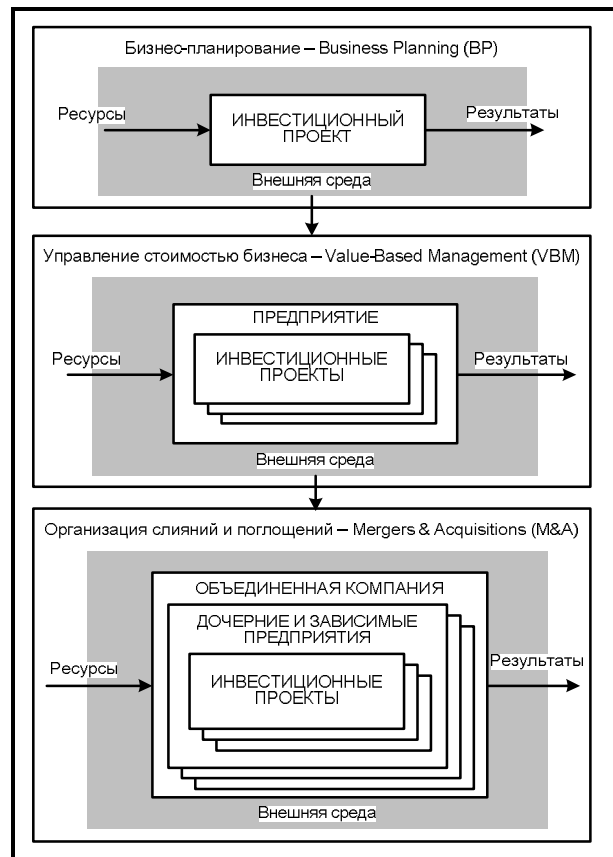 Бизнес-планирование – Business Planning (BP)
Ресурсы
ИНВЕСТИЦИОННЫЙ
ПРОЕКТ
Результаты
Внешняя среда
Управление стоимостью бизнеса – Value-Based Management (VBM)
ПРЕДПРИЯТИЕ
Ресурсы
ИНВЕСТИЦИОННЫЕ
ПРОЕКТЫ
Результаты
Внешняя среда
Организация слияний и поглощений – Mergers & Acquisitions (M&A)
ОБЪЕДИНЕННАЯ КОМПАНИЯ
ДОЧЕРНИЕ И ЗАВИСИМЫЕ
ПРЕДПРИЯТИЯ
Ресурсы
ИНВЕСТИЦИОННЫЕ
ПРОЕКТЫ
Результаты
Внешняя среда